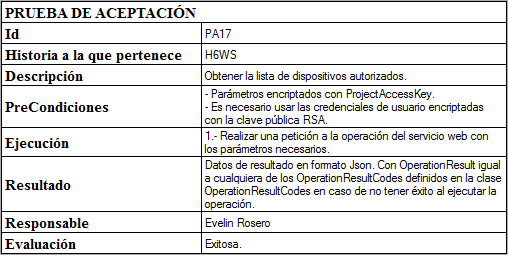 PRUEBA DE ACEPTACIÓN
Id PA17
Historia a la que pertenece H6WS
Descripción Obtener la lista de dispositivos autorizados.
PreCondiciones - Parámetros encriptados con ProjectAccessKey.
- Es necesario usar las credenciales de usuario encriptadas
con la clave pública RSA.
Ejecución 1.- Realizar una petición a la operación del servicio web con
los parámetros necesarios.
Resultado Datos de resultado en formato Json. Con OperationResult igual
a cualquiera de los OperationResultCodes definidos en la clase
OperationResultCodes en caso de no tener éxito al ejecutar la
operación.
Responsable Evelin Rosero
Evaluación Exitosa.